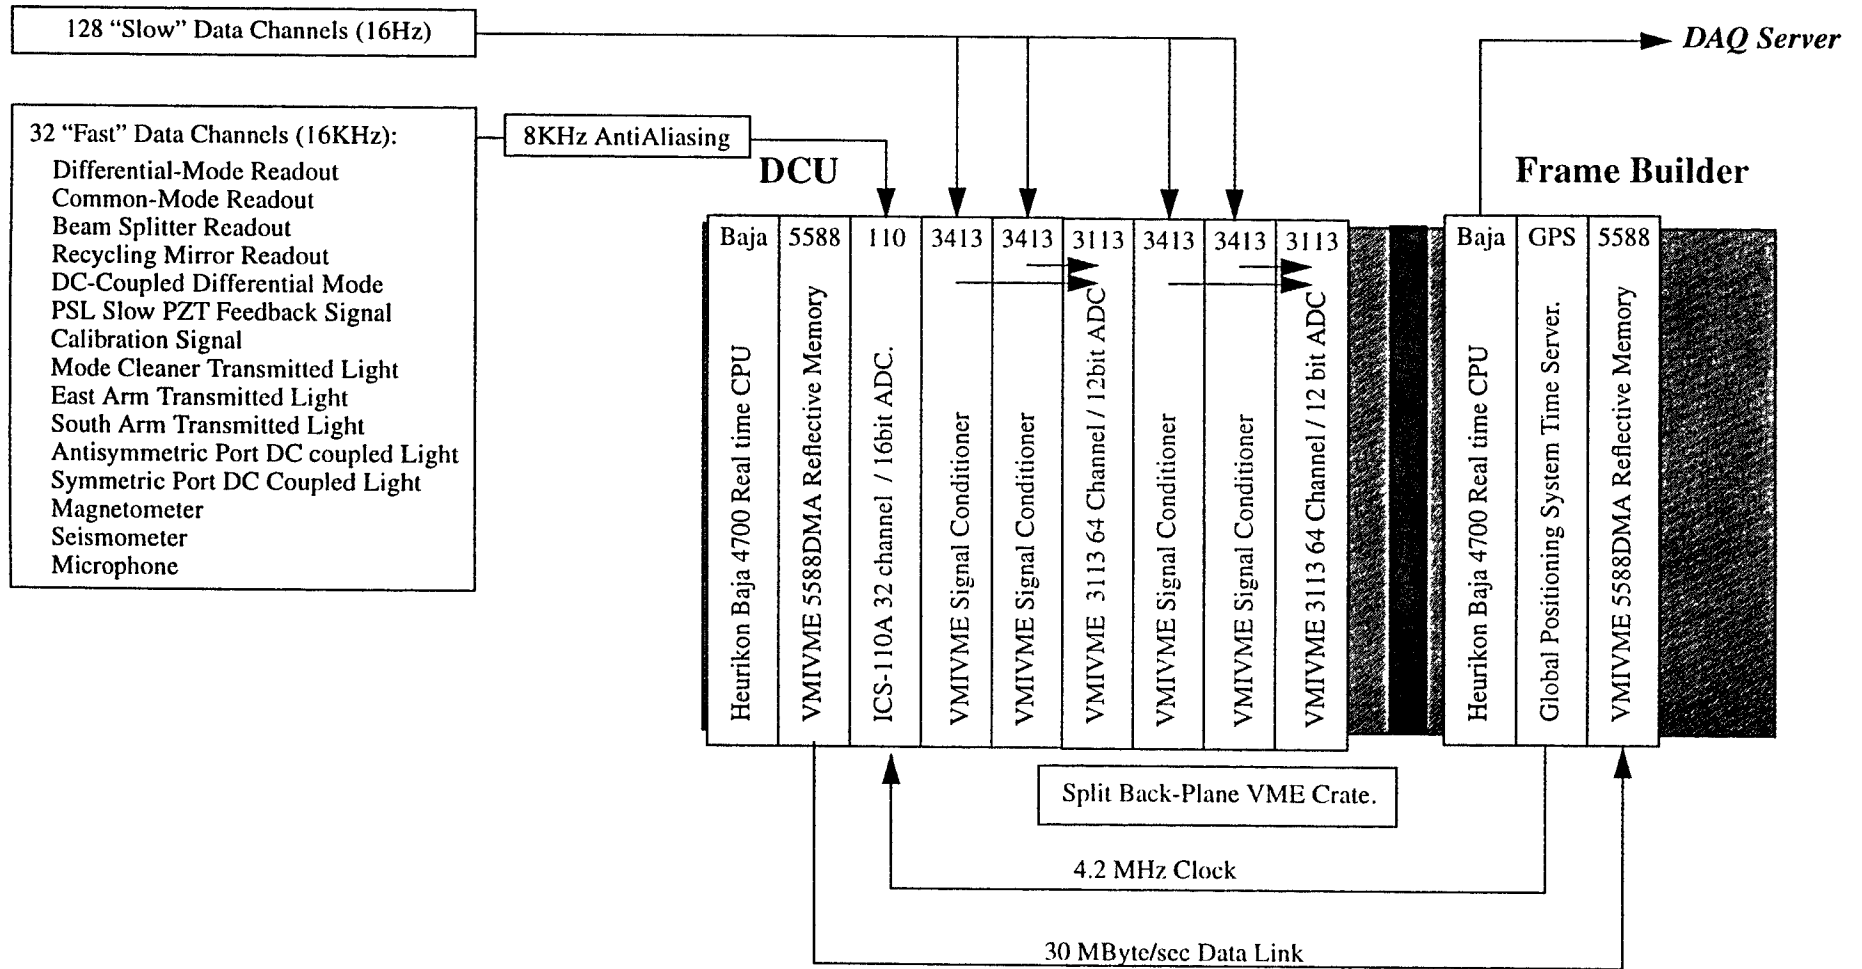 128 “Slow” Data Channels (16Hz)
DAQ Server
32 “Fast” Data Channels (16KHz):
Differential-Mode Readout
Common-Mode Readout
Beam Splitter Readout
Recycling Mirror Readout
DC-Coupled Differential Mode
PSL Slow PZT Feedback Signal
Calibration Signal
Mode Cleaner Transmitted Light
East Arm Transmitted Light
South Arm Transmitted Light
Antisymmetric Port DC coupled Light
Symmetric Port DC Coupled Light
Magnetometer
Seismometer
Microphone
8KHz AntiAliasing
DCU
Frame Builder
Baja
5588
110
3413
3413
3113
3413
3413
3113
Baja
GPS
5588
Heurikon Baja 4700 Real time CPU
VMIVME 5588DMA Reflective Memory
ICS-110A 32 channel / 16bit ADC.
VMIVME Signal Conditioner
VMIVME Signal Conditioner
VMIVME 3113 64 Channel / 12bit ADC
VMIVME Signal Conditioner
VMIVME Signal Conditioner
VMIVME 3113 64 Channel / 12 bit ADC
Heurikon Baja 4700 Real time CPU
Global Positioning System Time Server.
VMIVME 5588DMA Reflective Memory
Split Back-Plane VME Crate.
4.2 MHz Clock
30 MByte/sec Data Link